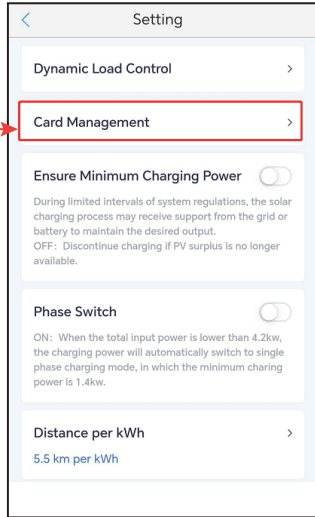 Setting
Dynamic Load Control
Card Management
Ensure Minimum Charging Power
During limited intervals of system regulations, the solar
charging process may receive support from the grid or
battery to maintain the desired output.
OFF: Discontinue charging if PV surplus is no longer
available.
Phase Switch
ON: When the total input power is lower than 4.2kw,
the charging power will automatically switch to single
phase charging mode, in which the minimum charing
power is 1.4kw.
Distance per kWh
5.5 km per kWh